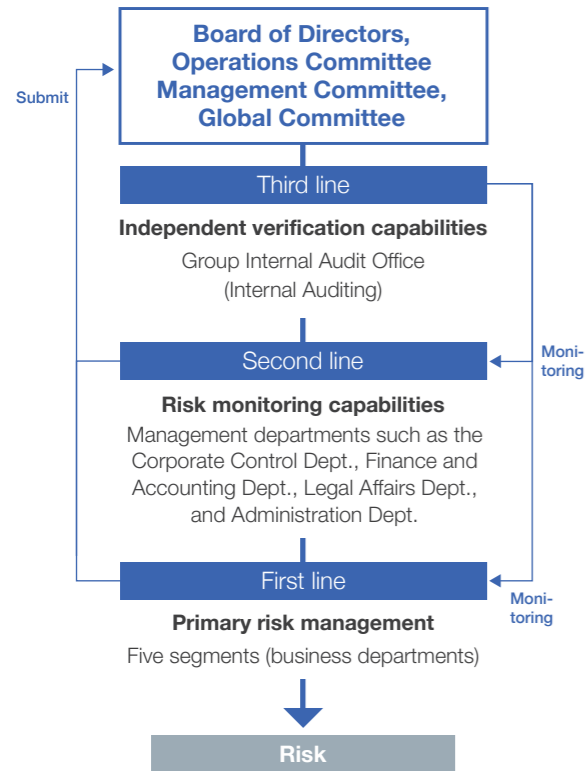 Board of Directors,
Operations Committee
Management Committee,
Global Committee
Submit
Third line
Independent verification capabilities
Group Internal Audit Office
(Internal Auditing)
Second line
Moni-
toring
Risk monitoring capabilities
Management departments such as the
Corporate Control Dept., Finance and
Accounting Dept., Legal Affairs Dept.,
and Administration Dept.
First line
Moni-
toring
Primary risk management
Five segments (business departments)
Risk